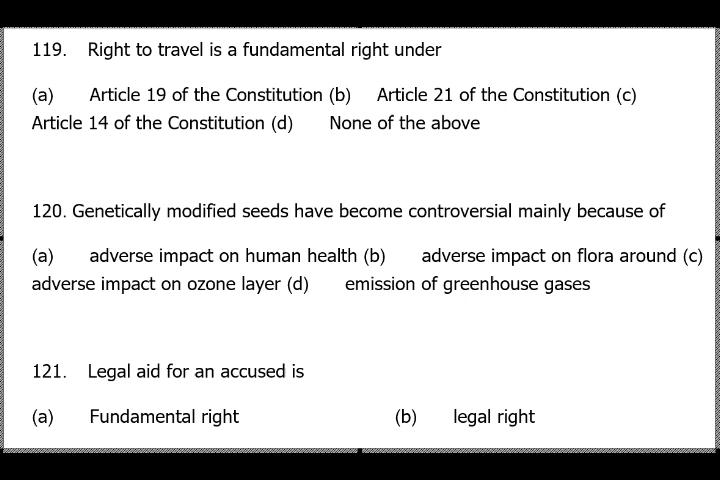 119. Right to travel is a fundamental right under
(a) Article 19 of the Constitution (b) Article 21 of the Constitution (c)
Article 14 of the Constitution (d) None of the above
120. Genetically modified seeds have become controversial mainly because of
(a) adverse impact on human health (b) adverse impact on flora around (c)
adverse impact on ozone layer (d) emission of greenhouse gases
121. Legal aid for an accused is
(a) Fundamental right (b) legal right